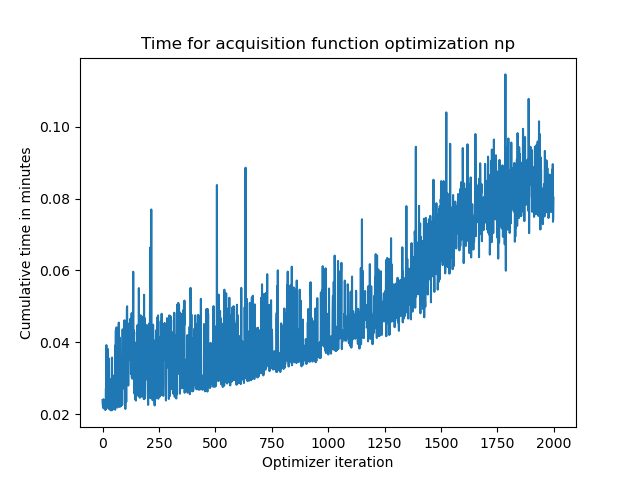 Time for acquisition function optimization np
Cumulative time in minutes
0.10
0.08
0.06
0.04
0.02
0 250 500 750 1000 1250 1500 1750 2000
Optimizer iteration